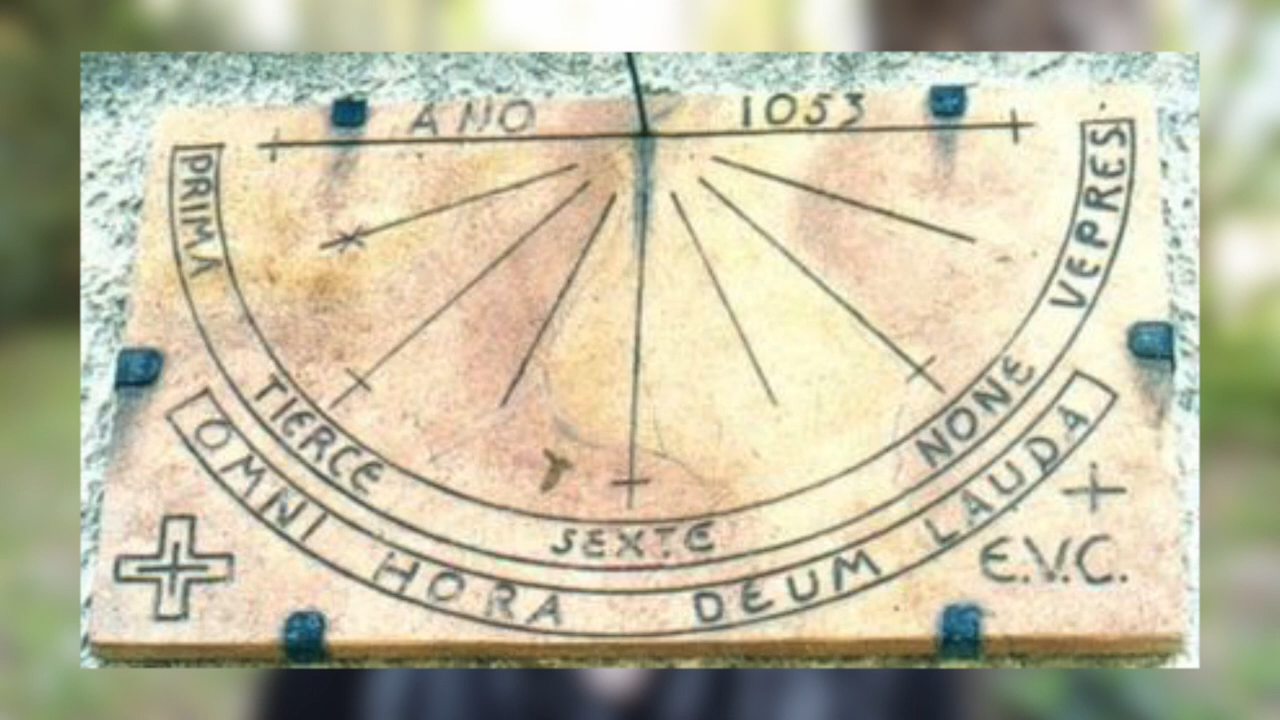 ANO 1053
PRIMA TIERCE SEXTE NONE VEPRES
OMNI HORA DEUM LAUDA
E.V.C.